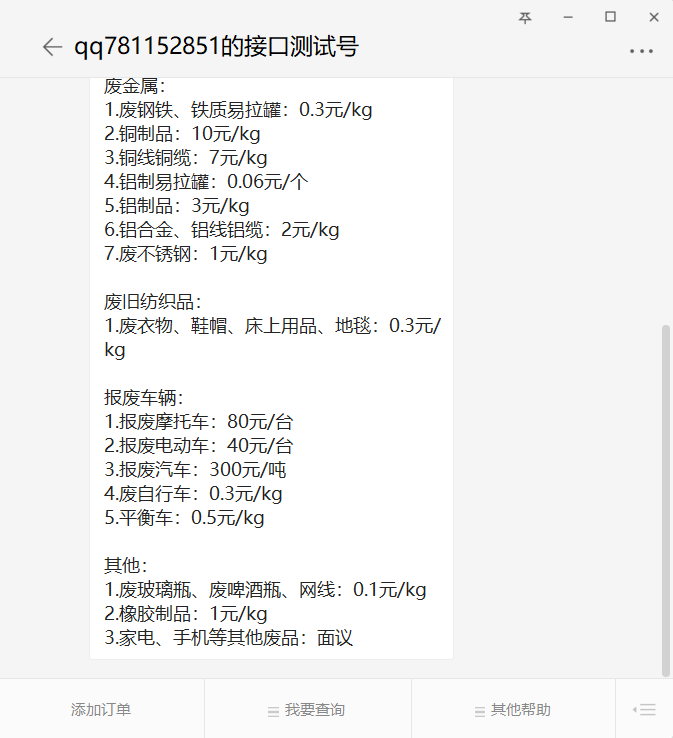 qq781152851的接口测试号
废金属：
1.废钢铁、铁质易拉罐：0.3元/kg
2.铜制品：10元/kg
3.铜线铜缆：7元/kg
4.铝制易拉罐：0.06元/个
5.铝制品：3元/kg
6.铝合金、铝线铝缆：2元/kg
7.废不锈钢：1元/kg
废旧纺织品：
1.废衣物、鞋帽、床上用品、地毯：0.3元/
kg
报废车辆：
1.报废摩托车：80元/台
2.报废电动车：40元/台
3.报废汽车：300元/吨
4.废自行车：0.3元/kg
5.平衡车：0.5元/kg
其他：
1.废玻璃瓶、废啤酒瓶、网线：0.1元/kg
2.橡胶制品：1元/kg
3.家电、手机等其他废品：面议
添加订单
我要查询
其他帮助